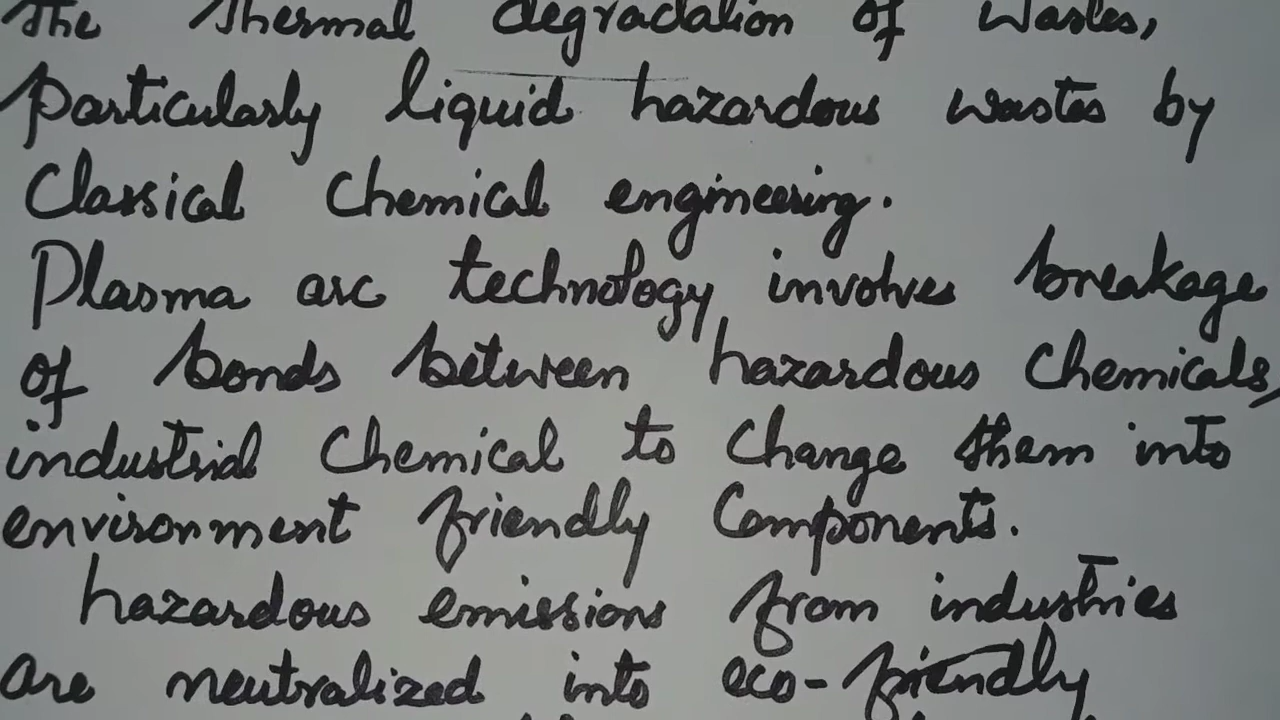 The Thermal degradation of wastes,
Particularly liquid hazardous wastes by
Classical Chemical engineering.
Plasma arc technology involves breakage
of bonds between hazardous Chemicals,
industrial Chemical to Change them into
environment friendly Components.
hazardous emissions from industries
are neutralized into eco-friendly